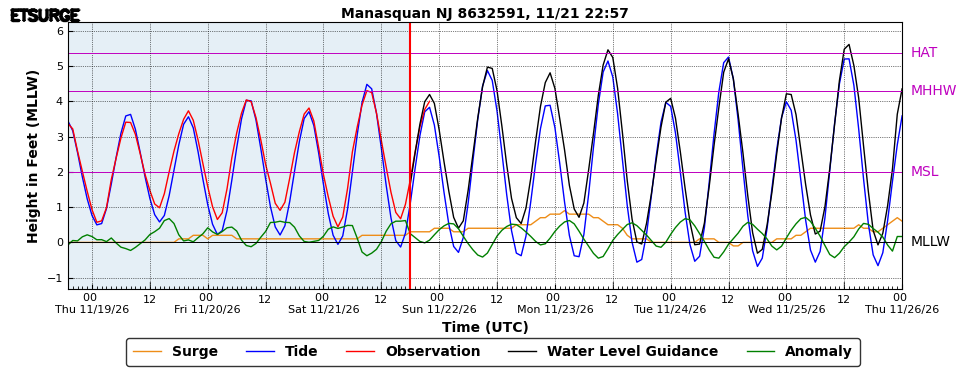 ETSURGE
Manasquan NJ 8632591, 11/21 22:57
Height in Feet (MLLW)
6
5
4
3
2
1
0
−1
HAT
MHHW
MSL
MLLW
00 12 00 12 00 12 00 12 00 12 00 12 00 12 00
Thu 11/19/26 Fri 11/20/26 Sat 11/21/26 Sun 11/22/26 Mon 11/23/26 Tue 11/24/26 Wed 11/25/26 Thu 11/26/26
Time (UTC)
Surge Tide Observation Water Level Guidance Anomaly